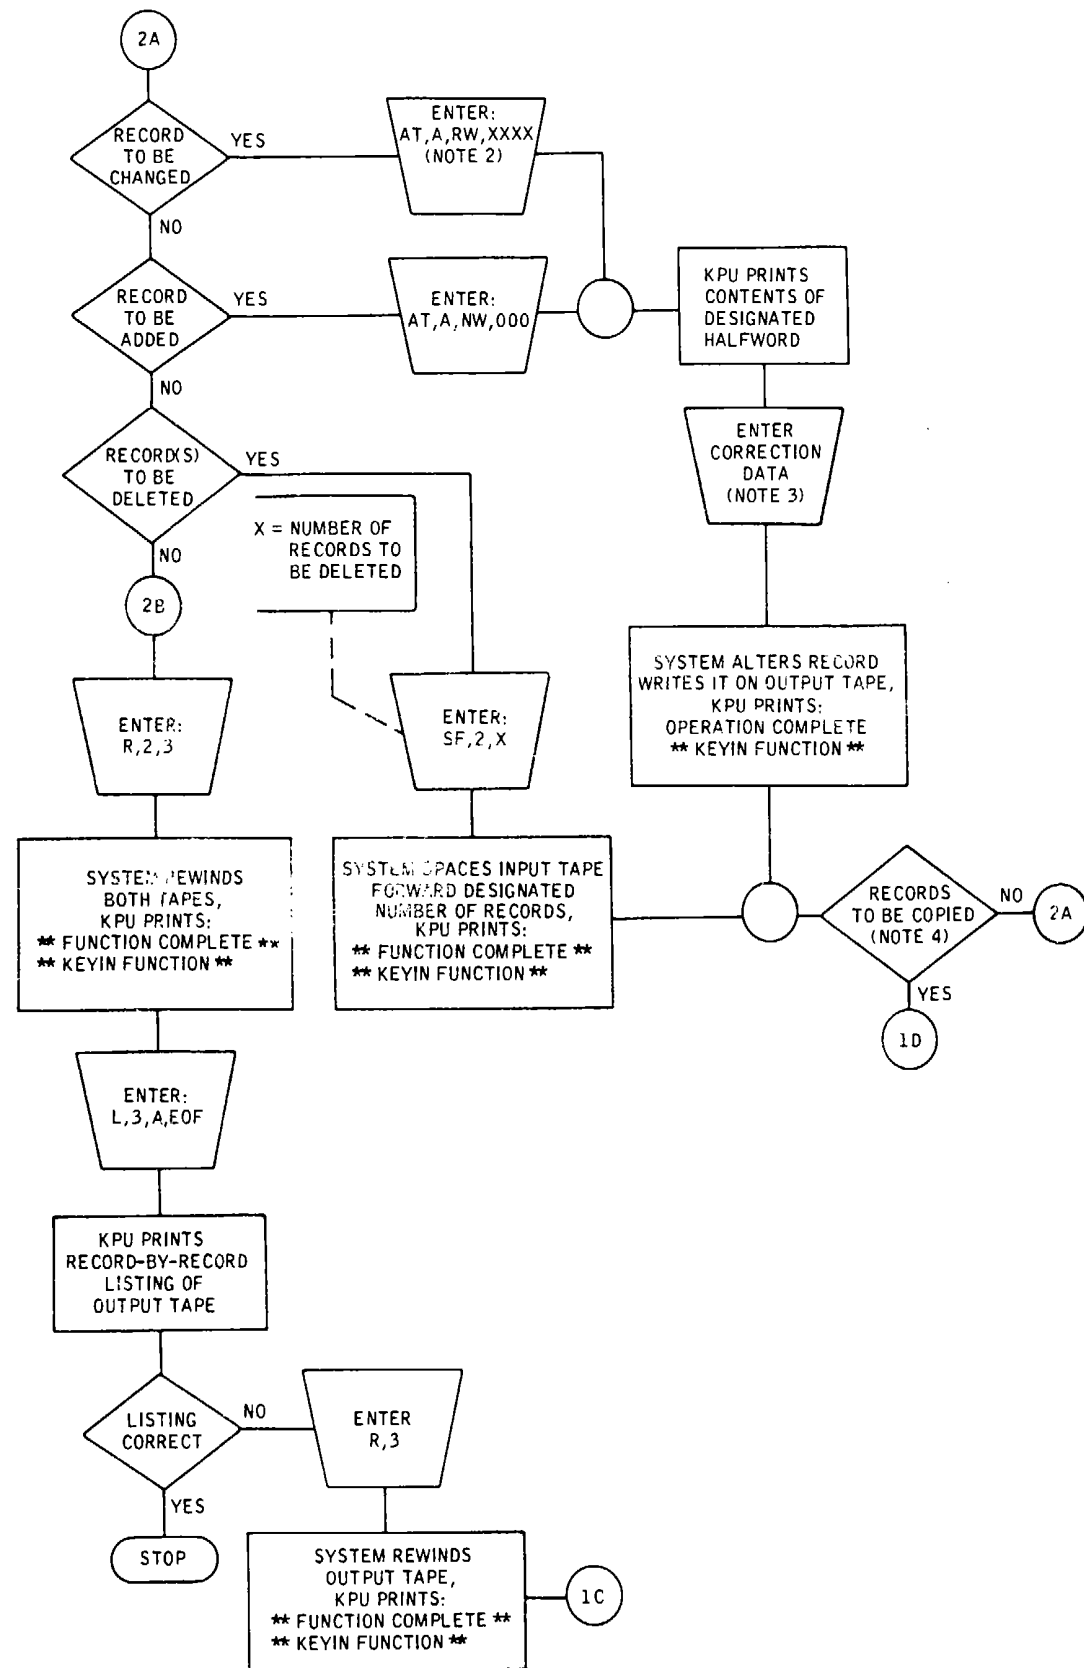 2A
RECORD
TO BE
CHANGED
YES
NO
ENTER:
AT,A,RW,XXXX
(NOTE 2)
RECORD
TO BE
ADDED
YES
NO
ENTER:
AT,A,NW,000
KPU PRINTS
CONTENTS OF
DESIGNATED
HALFWORD
ENTER
CORRECTION
DATA
(NOTE 3)
RECORD(S)
TO BE
DELETED
YES
NO
X = NUMBER OF
RECORDS TO
BE DELETED
2B
ENTER:
R,2,3
ENTER:
SF,2,X
SYSTEM ALTERS RECORD
WRITES IT ON OUTPUT TAPE,
KPU PRINTS:
OPERATION COMPLETE
** KEYIN FUNCTION **
SYSTEM REWINDS
BOTH TAPES,
KPU PRINTS:
** FUNCTION COMPLETE **
** KEYIN FUNCTION **
SYSTEM SPACES INPUT TAPE
FORWARD DESIGNATED
NUMBER OF RECORDS,
KPU PRINTS:
** FUNCTION COMPLETE **
** KEYIN FUNCTION **
RECORDS
TO BE COPIED
(NOTE 4)
NO
2A
YES
1D
ENTER:
L,3,A,EOF
KPU PRINTS
RECORD-BY-RECORD
LISTING OF
OUTPUT TAPE
LISTING
CORRECT
NO
YES
ENTER
R,3
STOP
SYSTEM REWINDS
OUTPUT TAPE,
KPU PRINTS:
** FUNCTION COMPLETE **
** KEYIN FUNCTION **
1C